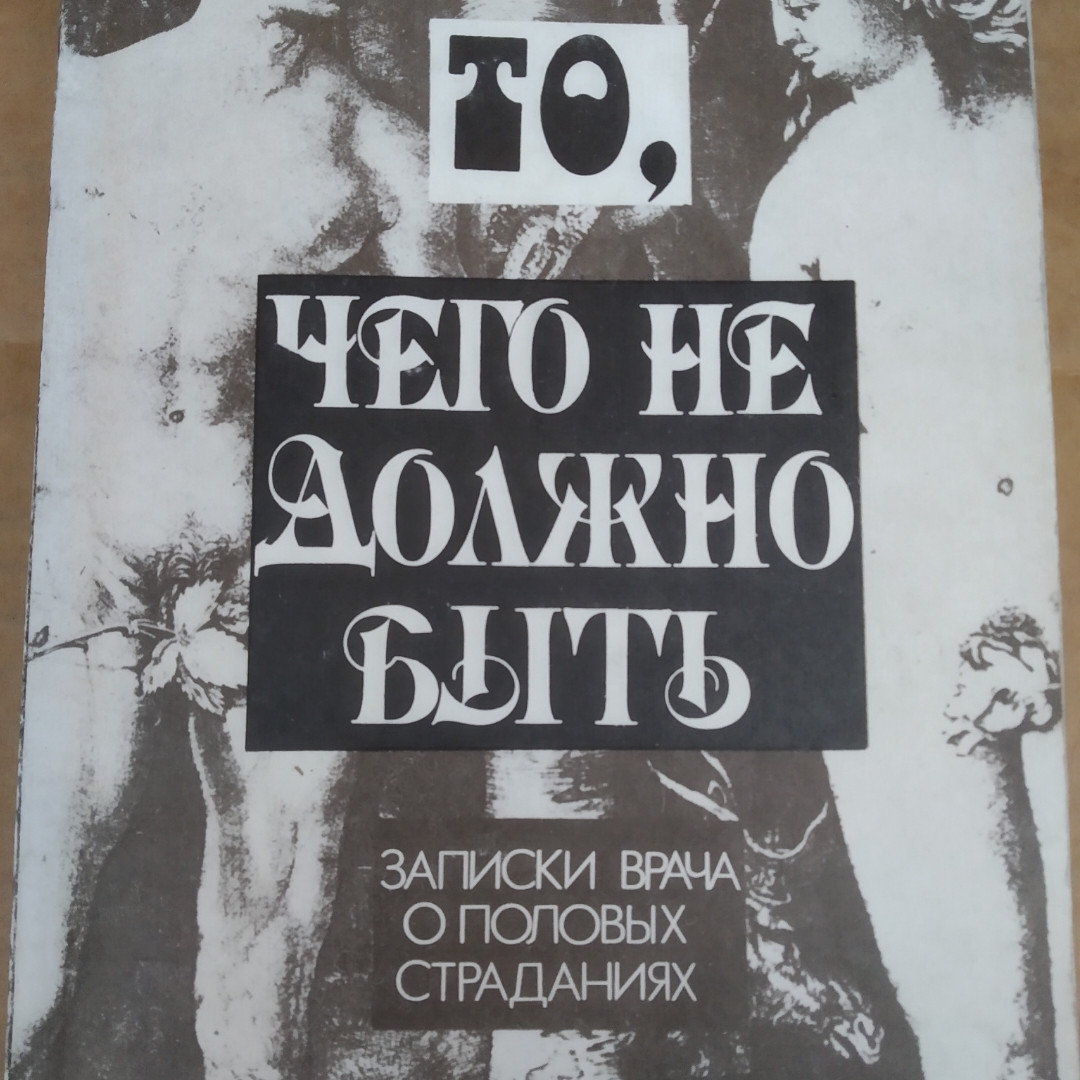 ТО,
ЧЕГО НЕ
ДОЛЖНО
БЫТЬ
ЗАПИСКИ ВРАЧА
О ПОЛОВЫХ
СТРАДАНИЯХ